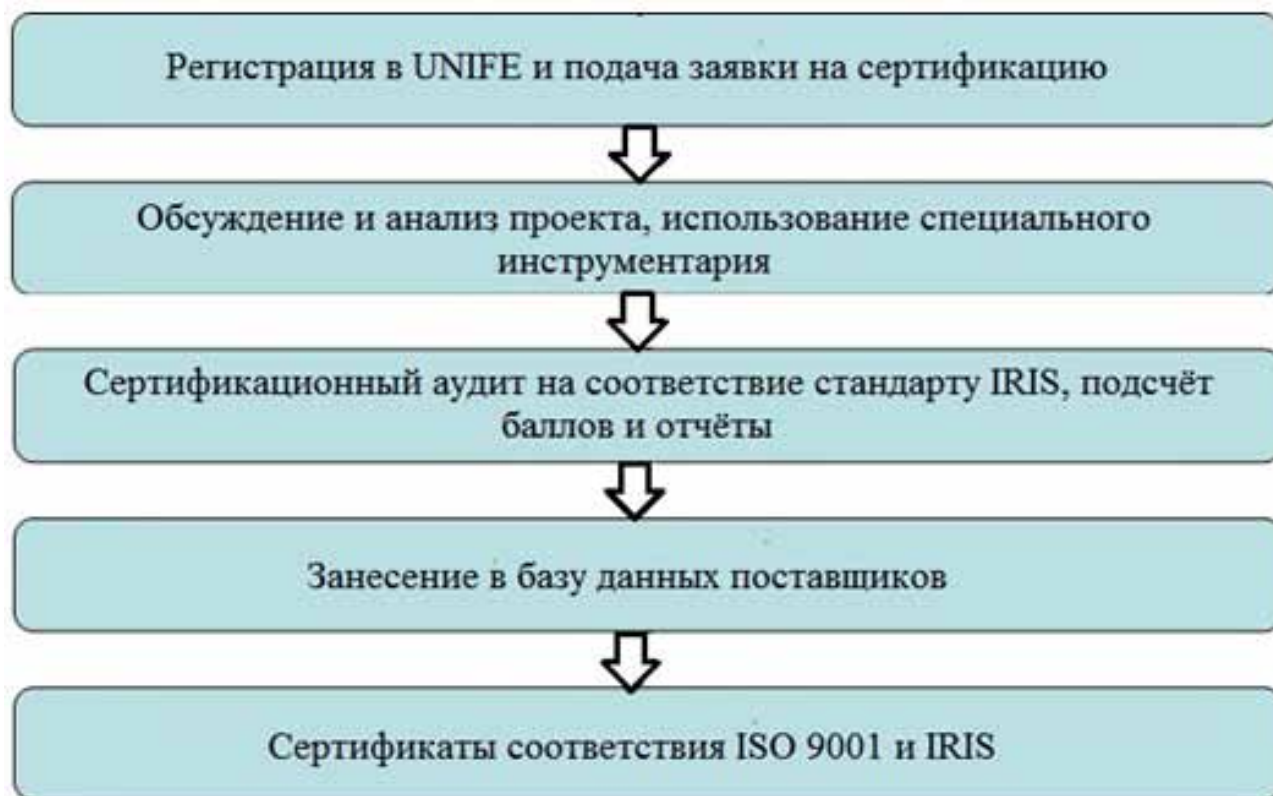 Регистрация в UNIFE и подача заявки на сертификацию
Обсуждение и анализ проекта, использование специального
инструментария
Сертификационный аудит на соответствие стандарту IRIS, подсчёт
баллов и отчёты
Занесение в базу данных поставщиков
Сертификаты соответствия ISO 9001 и IRIS